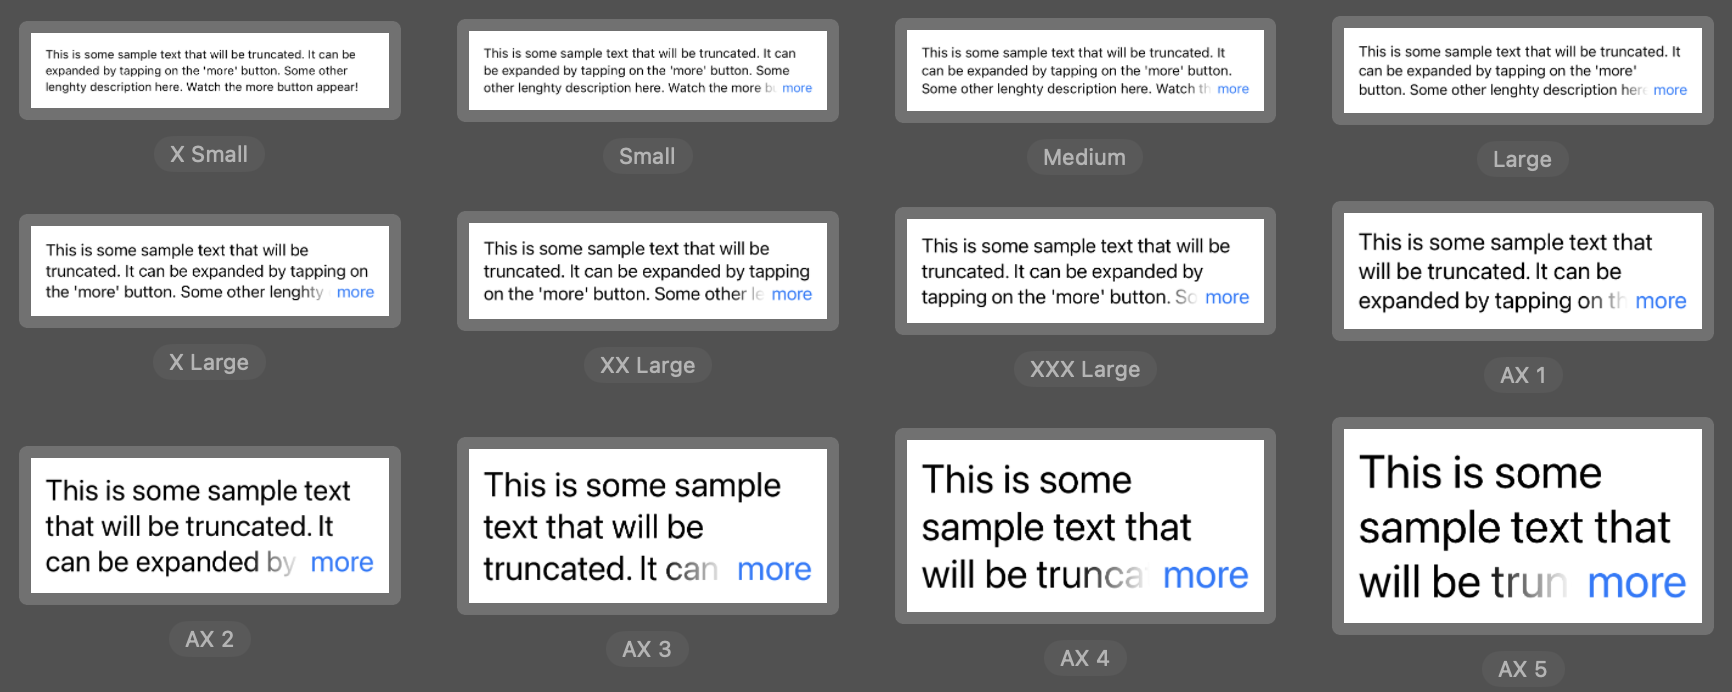 This is some sample text that will be truncated. It can be
expanded by tapping on the 'more' button. Some other
lenghty description here. Watch the more button appear!
X Small
This is some sample text that will be truncated. It can
be expanded by tapping on the 'more' button. Some
other lenghty description here. Watch the more more
Small
This is some sample text that will be truncated. It
can be expanded by tapping on the 'more' button.
Some other lenghty description here. Watch th more
Medium
This is some sample text that will be truncated. It
can be expanded by tapping on the 'more'
button. Some other lenghty description here more
Large
This is some sample text that will be
truncated. It can be expanded by tapping on
the 'more' button. Some other lenghty more
X Large
This is some sample text that will be
truncated. It can be expanded by tapping
on the 'more' button. Some other le more
XX Large
This is some sample text that will be
truncated. It can be expanded by
tapping on the 'more' button. So more
XXX Large
This is some sample text that
will be truncated. It can be
expanded by tapping on th more
AX 1
This is some sample text
that will be truncated. It
can be expanded by more
AX 2
This is some sample
text that will be
truncated. It can more
AX 3
This is some
sample text that
will be trunca more
AX 4
This is some
sample text that
will be trun more
AX 5